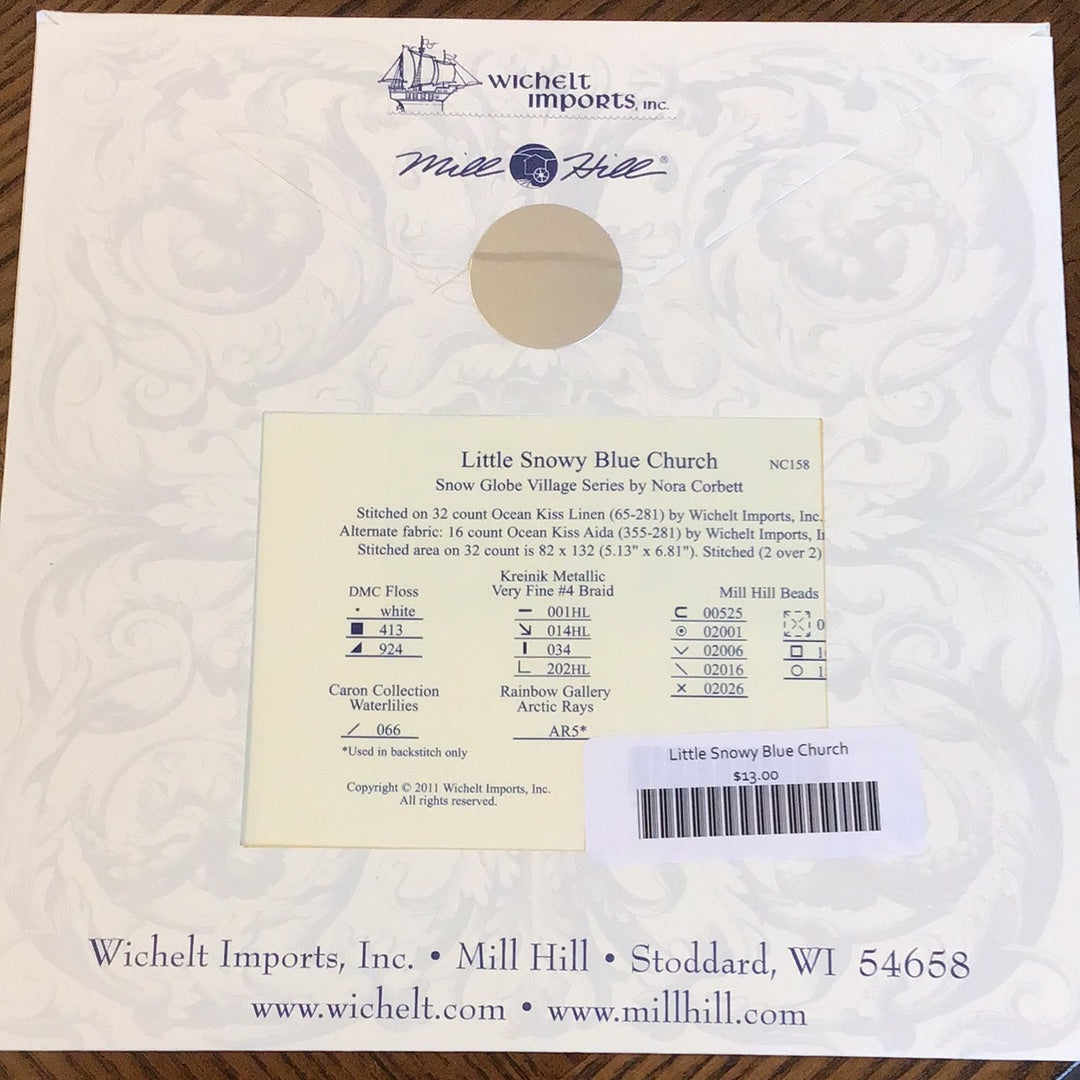 WICHELT
IMPORTS, INC.
Mill Hill®
Little Snowy Blue Church NC158
Snow Globe Village Series by Nora Corbett
Stitched on 32 count Ocean Kiss Linen (65-281) by Wichelt Imports, Inc.
Alternate fabric: 16 count Ocean Kiss Aida (355-281) by Wichelt Imports,
Stitched area on 32 count is 82 x 132 (5.13" x 6.81"). Stitched (2 over 2)
DMC Floss
white
413
924
Kreinik Metallic
Very Fine #4 Braid
001HL
014HL
034
202HL
Mill Hill Beads
00525
02001
02006
02016
02026
Caron Collection
Waterlilies
066
Rainbow Gallery
Arctic Rays
AR5*
*Used in backstitch only
Copyright © 2011 Wichelt Imports, Inc.
All rights reserved.
Little Snowy Blue Church
$13.00
Wichelt Imports, Inc. • Mill Hill • Stoddard, WI 54658
www.wichelt.com • www.millhill.com